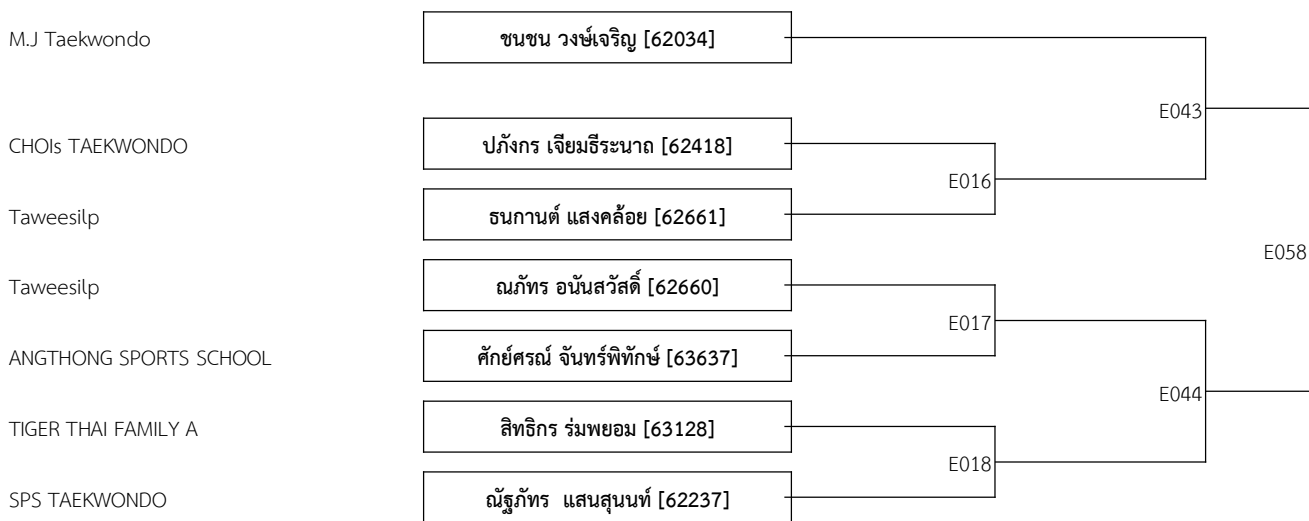 M.J Taekwondo ชนชน วงษ์เจริญ [62034]
E043
CHOIs TAEKWONDO ปภังกร เจียมธีระนาถ [62418]
E016
Taweesilp ธนกานต์ แสงคล้อย [62661]
E058
Taweesilp ณภัทร อนันสวัสดิ์ [62660]
E017
ANGTHONG SPORTS SCHOOL ศักย์ศรณ์ จันทร์พิทักษ์ [63637]
E044
TIGER THAI FAMILY A สิทธิกร ร่มพยอม [63128]
E018
SPS TAEKWONDO ณัฐภัทร แสนสุนนท์ [62237]